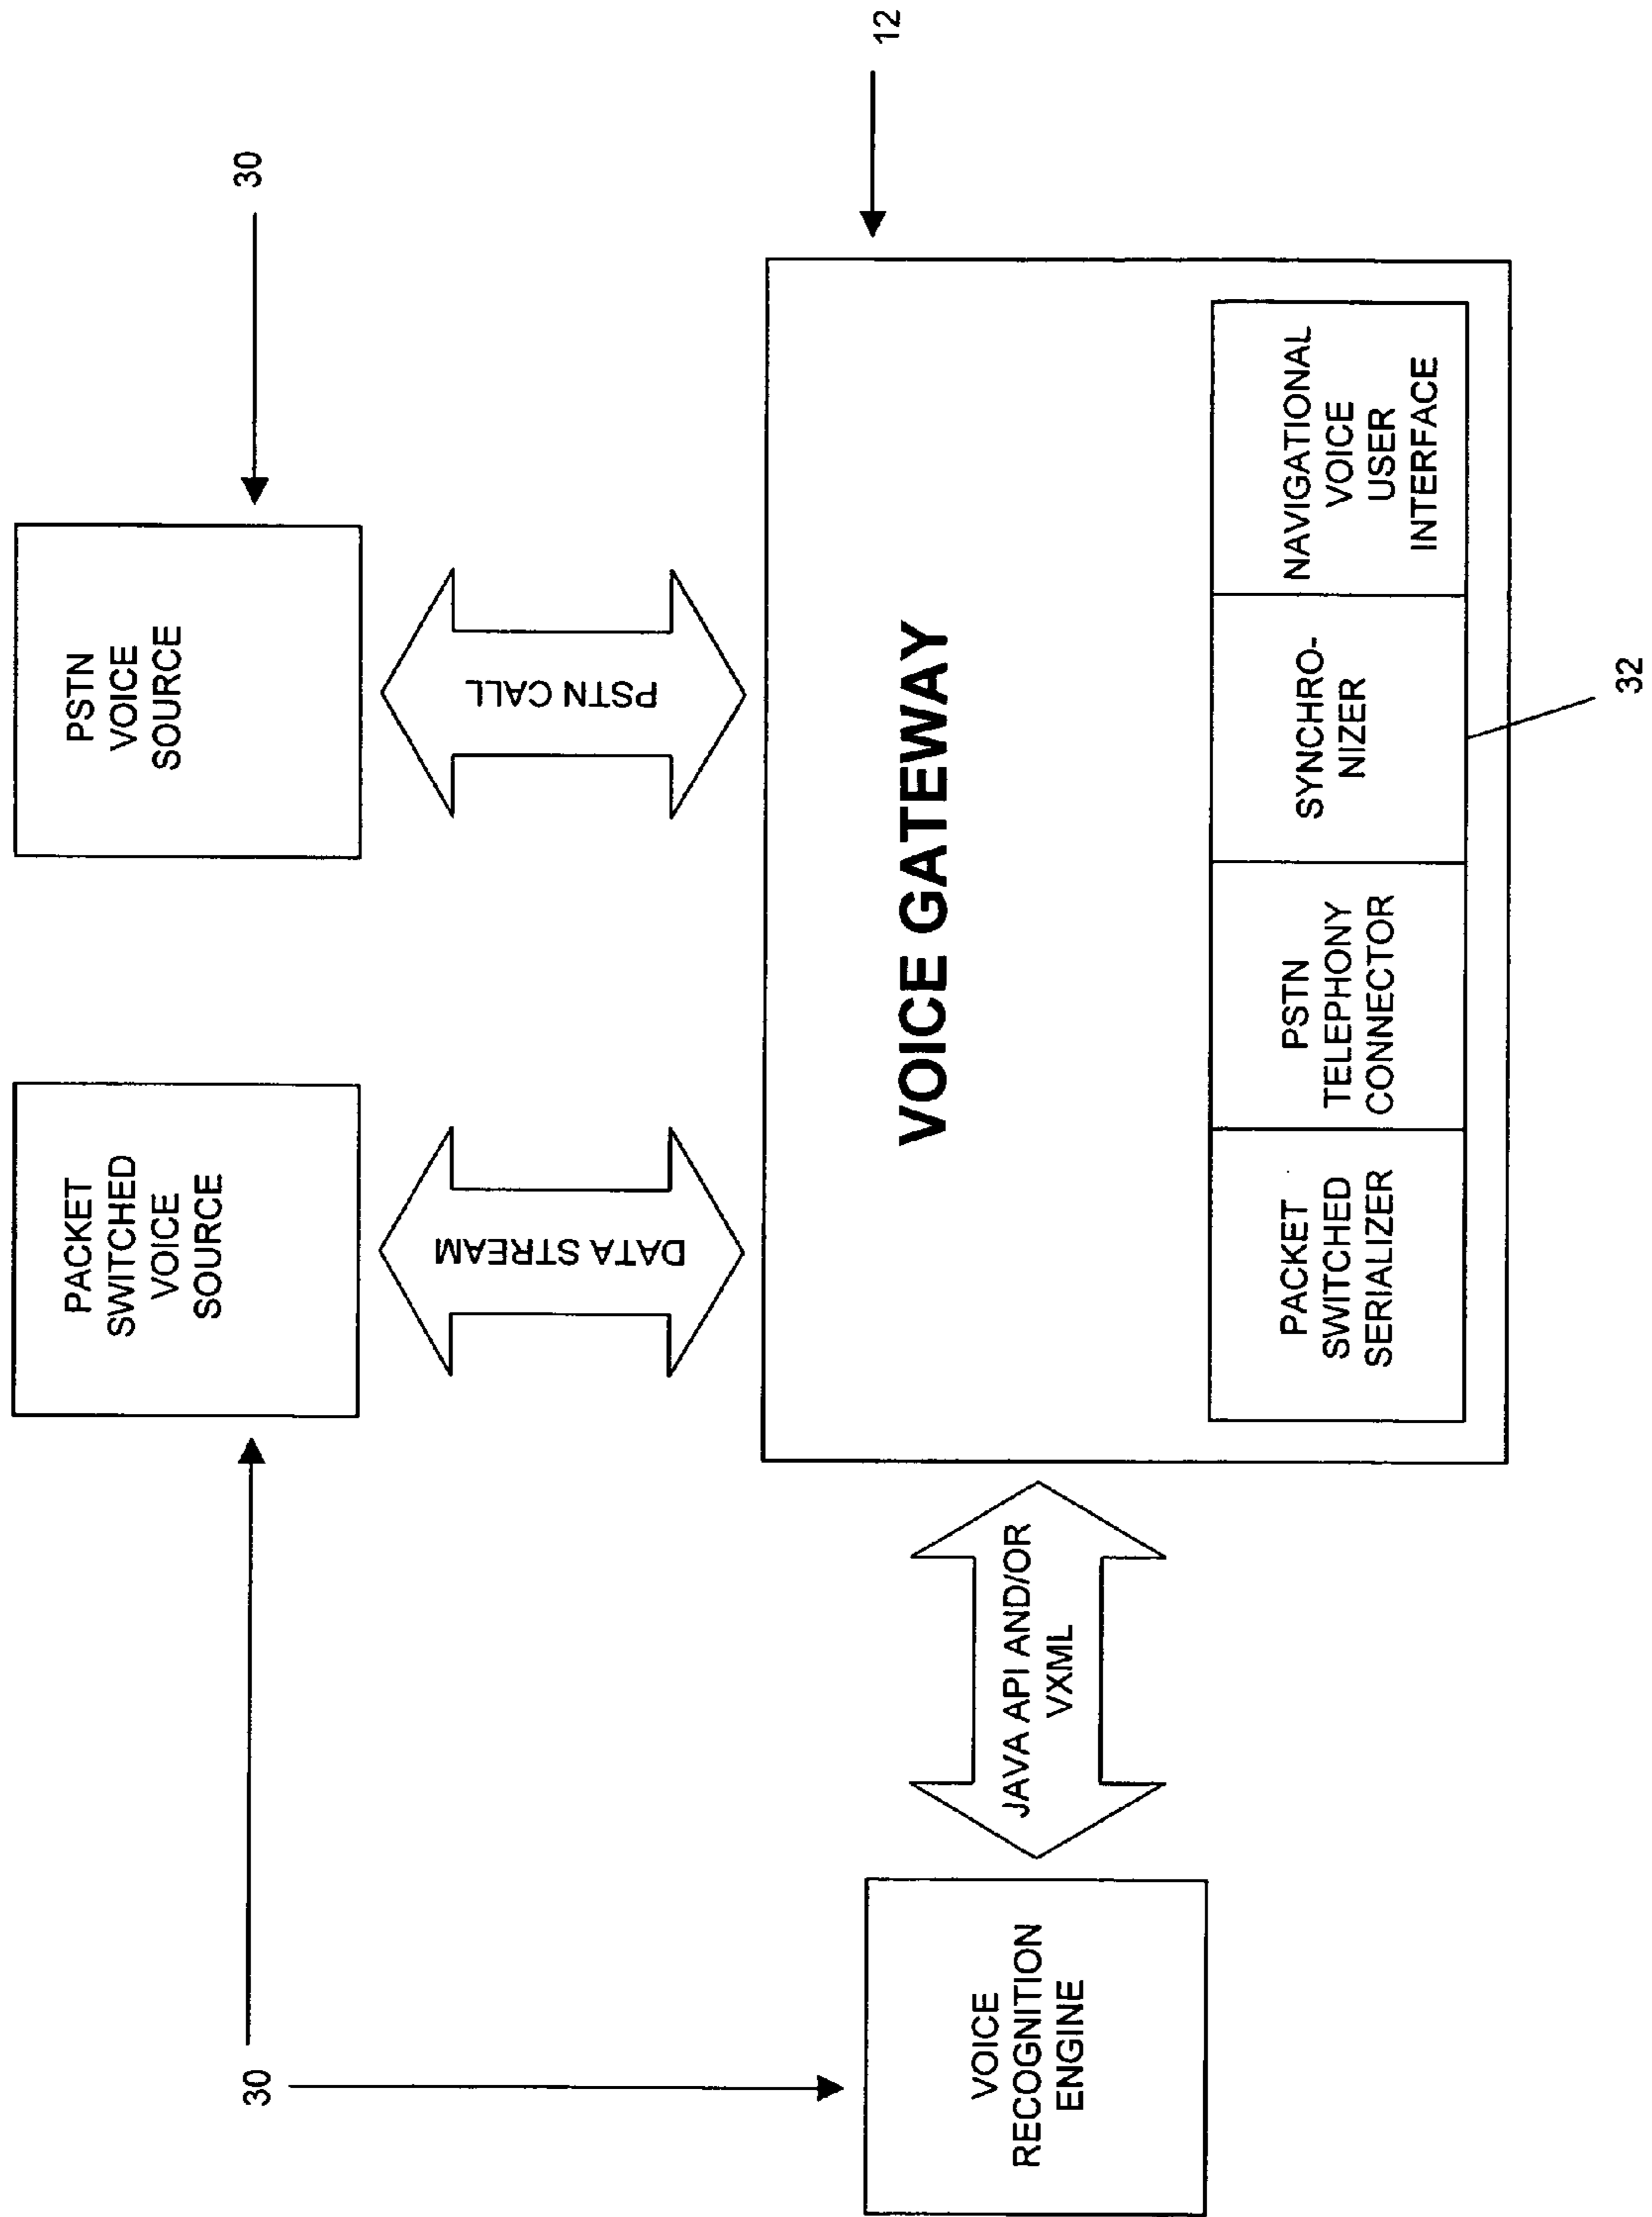 30
PACKET
SWITCHED
VOICE
SOURCE
PSTN
VOICE
SOURCE
30
DATA STREAM
PSTN CALL
12
VOICE
RECOGNITION
ENGINE
JAVA API AND/OR
VXML
VOICE GATEWAY
PACKET
SWITCHED
SERIALIZER
PSTN
TELEPHONY
CONNECTOR
SYNCHRO-
NIZER
NAVIGATIONAL
VOICE
USER
INTERFACE
32